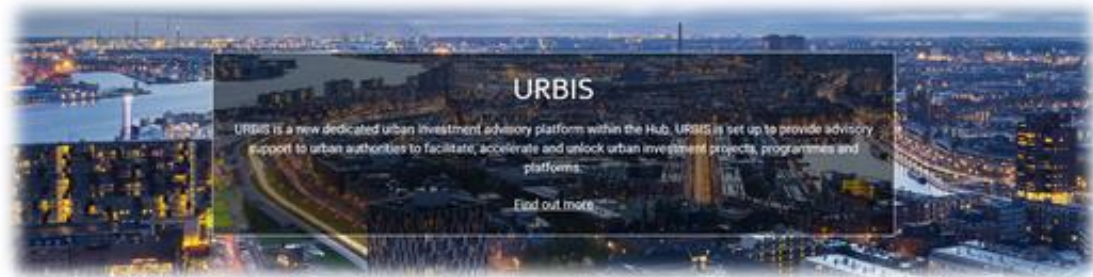 URBIS
URBIS is a new dedicated urban investment advisory platform within the Hub. URBIS is set up to provide advisory
support to urban authorities to facilitate, accelerate and unlock urban investment projects, programmes and
platforms.
Find out more